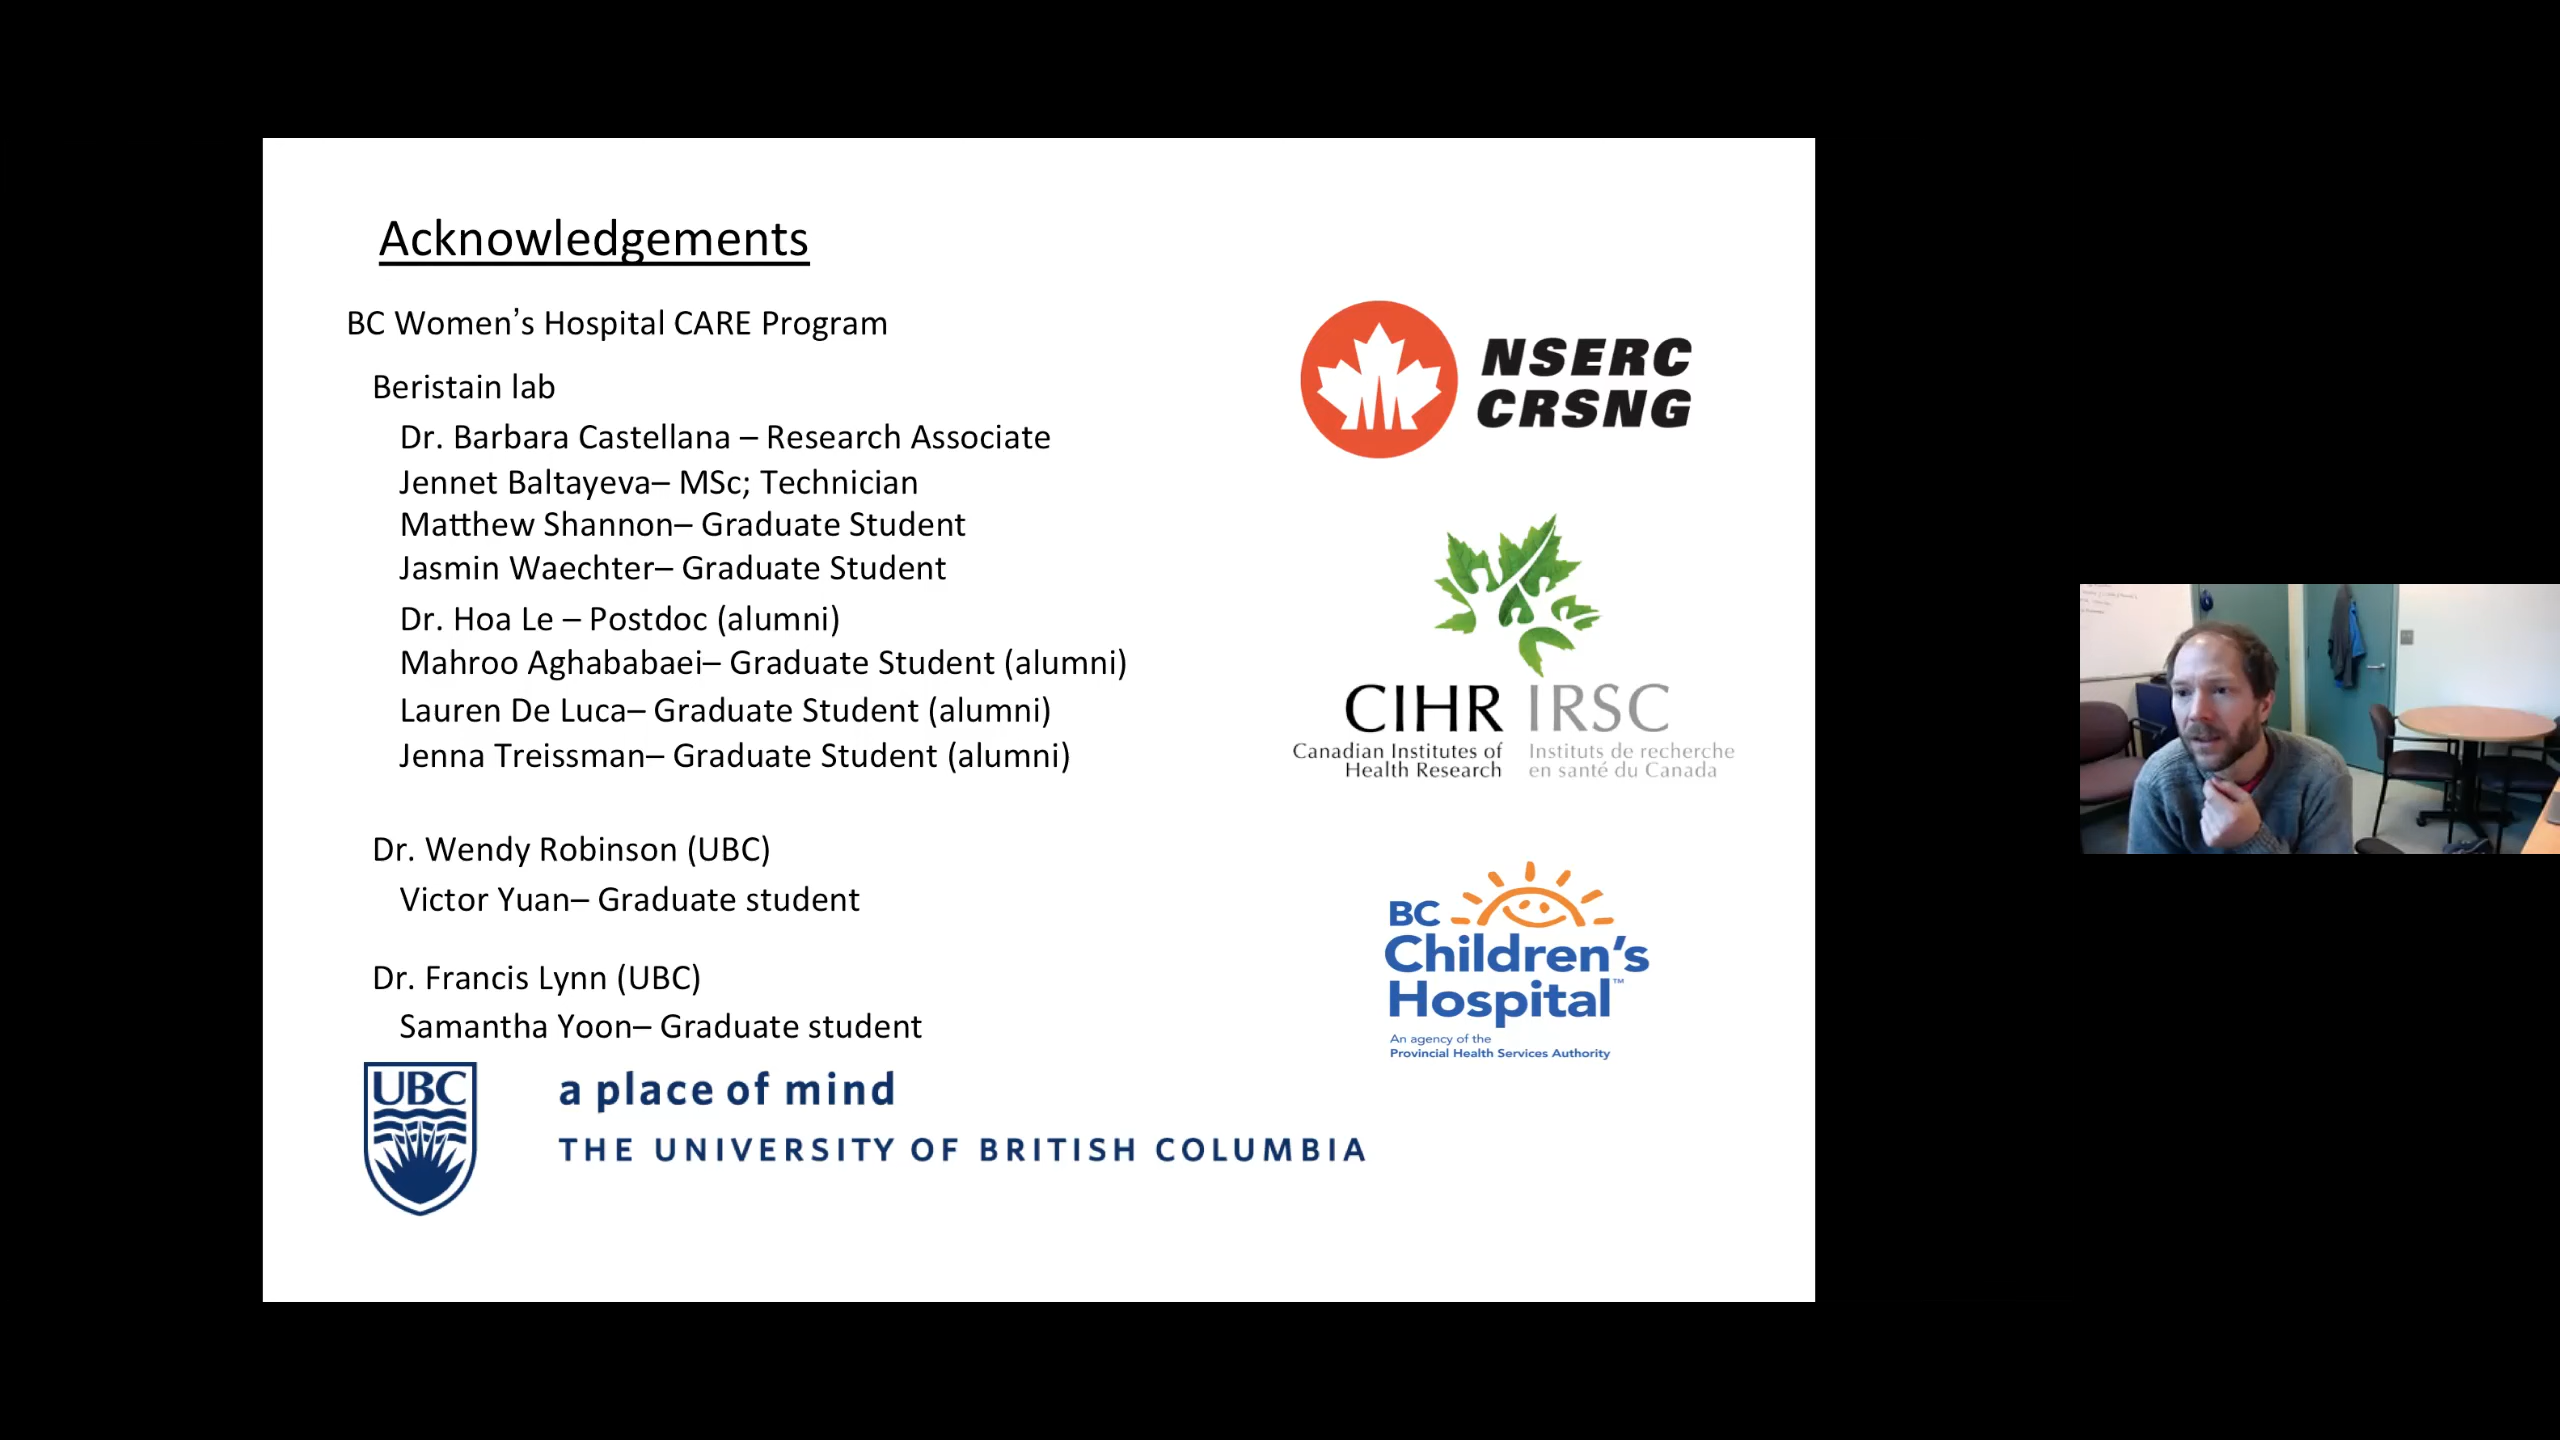 Acknowledgements
BC Women’s Hospital CARE Program
Beristain lab
Dr. Barbara Castellana – Research Associate
Jennet Baltayeva– MSc; Technician
Matthew Shannon– Graduate Student
Jasmin Waechter– Graduate Student
Dr. Hoa Le – Postdoc (alumni)
Mahroo Aghababaei– Graduate Student (alumni)
Lauren De Luca– Graduate Student (alumni)
Jenna Treissman– Graduate Student (alumni)
Dr. Wendy Robinson (UBC)
Victor Yuan– Graduate student
Dr. Francis Lynn (UBC)
Samantha Yoon– Graduate student
UBC
a place of mind
THE UNIVERSITY OF BRITISH COLUMBIA
NSERC
CRSNG
CIHR IRSC
Canadian Institutes of Health Research
Instituts de recherche en santé du Canada
BC
Children’s
Hospital™
An agency of the
Provincial Health Services Authority